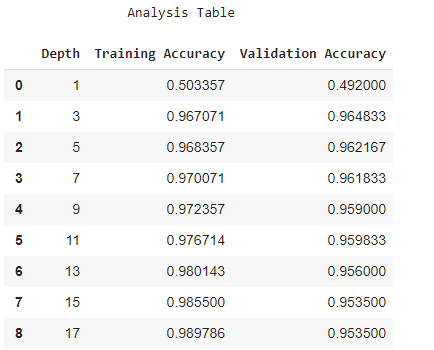 Analysis Table
Depth Training Accuracy Validation Accuracy
0 1 0.503357 0.492000
1 3 0.967071 0.964833
2 5 0.968357 0.962167
3 7 0.970071 0.961833
4 9 0.972357 0.959000
5 11 0.976714 0.959833
6 13 0.980143 0.956000
7 15 0.985500 0.953500
8 17 0.989786 0.953500